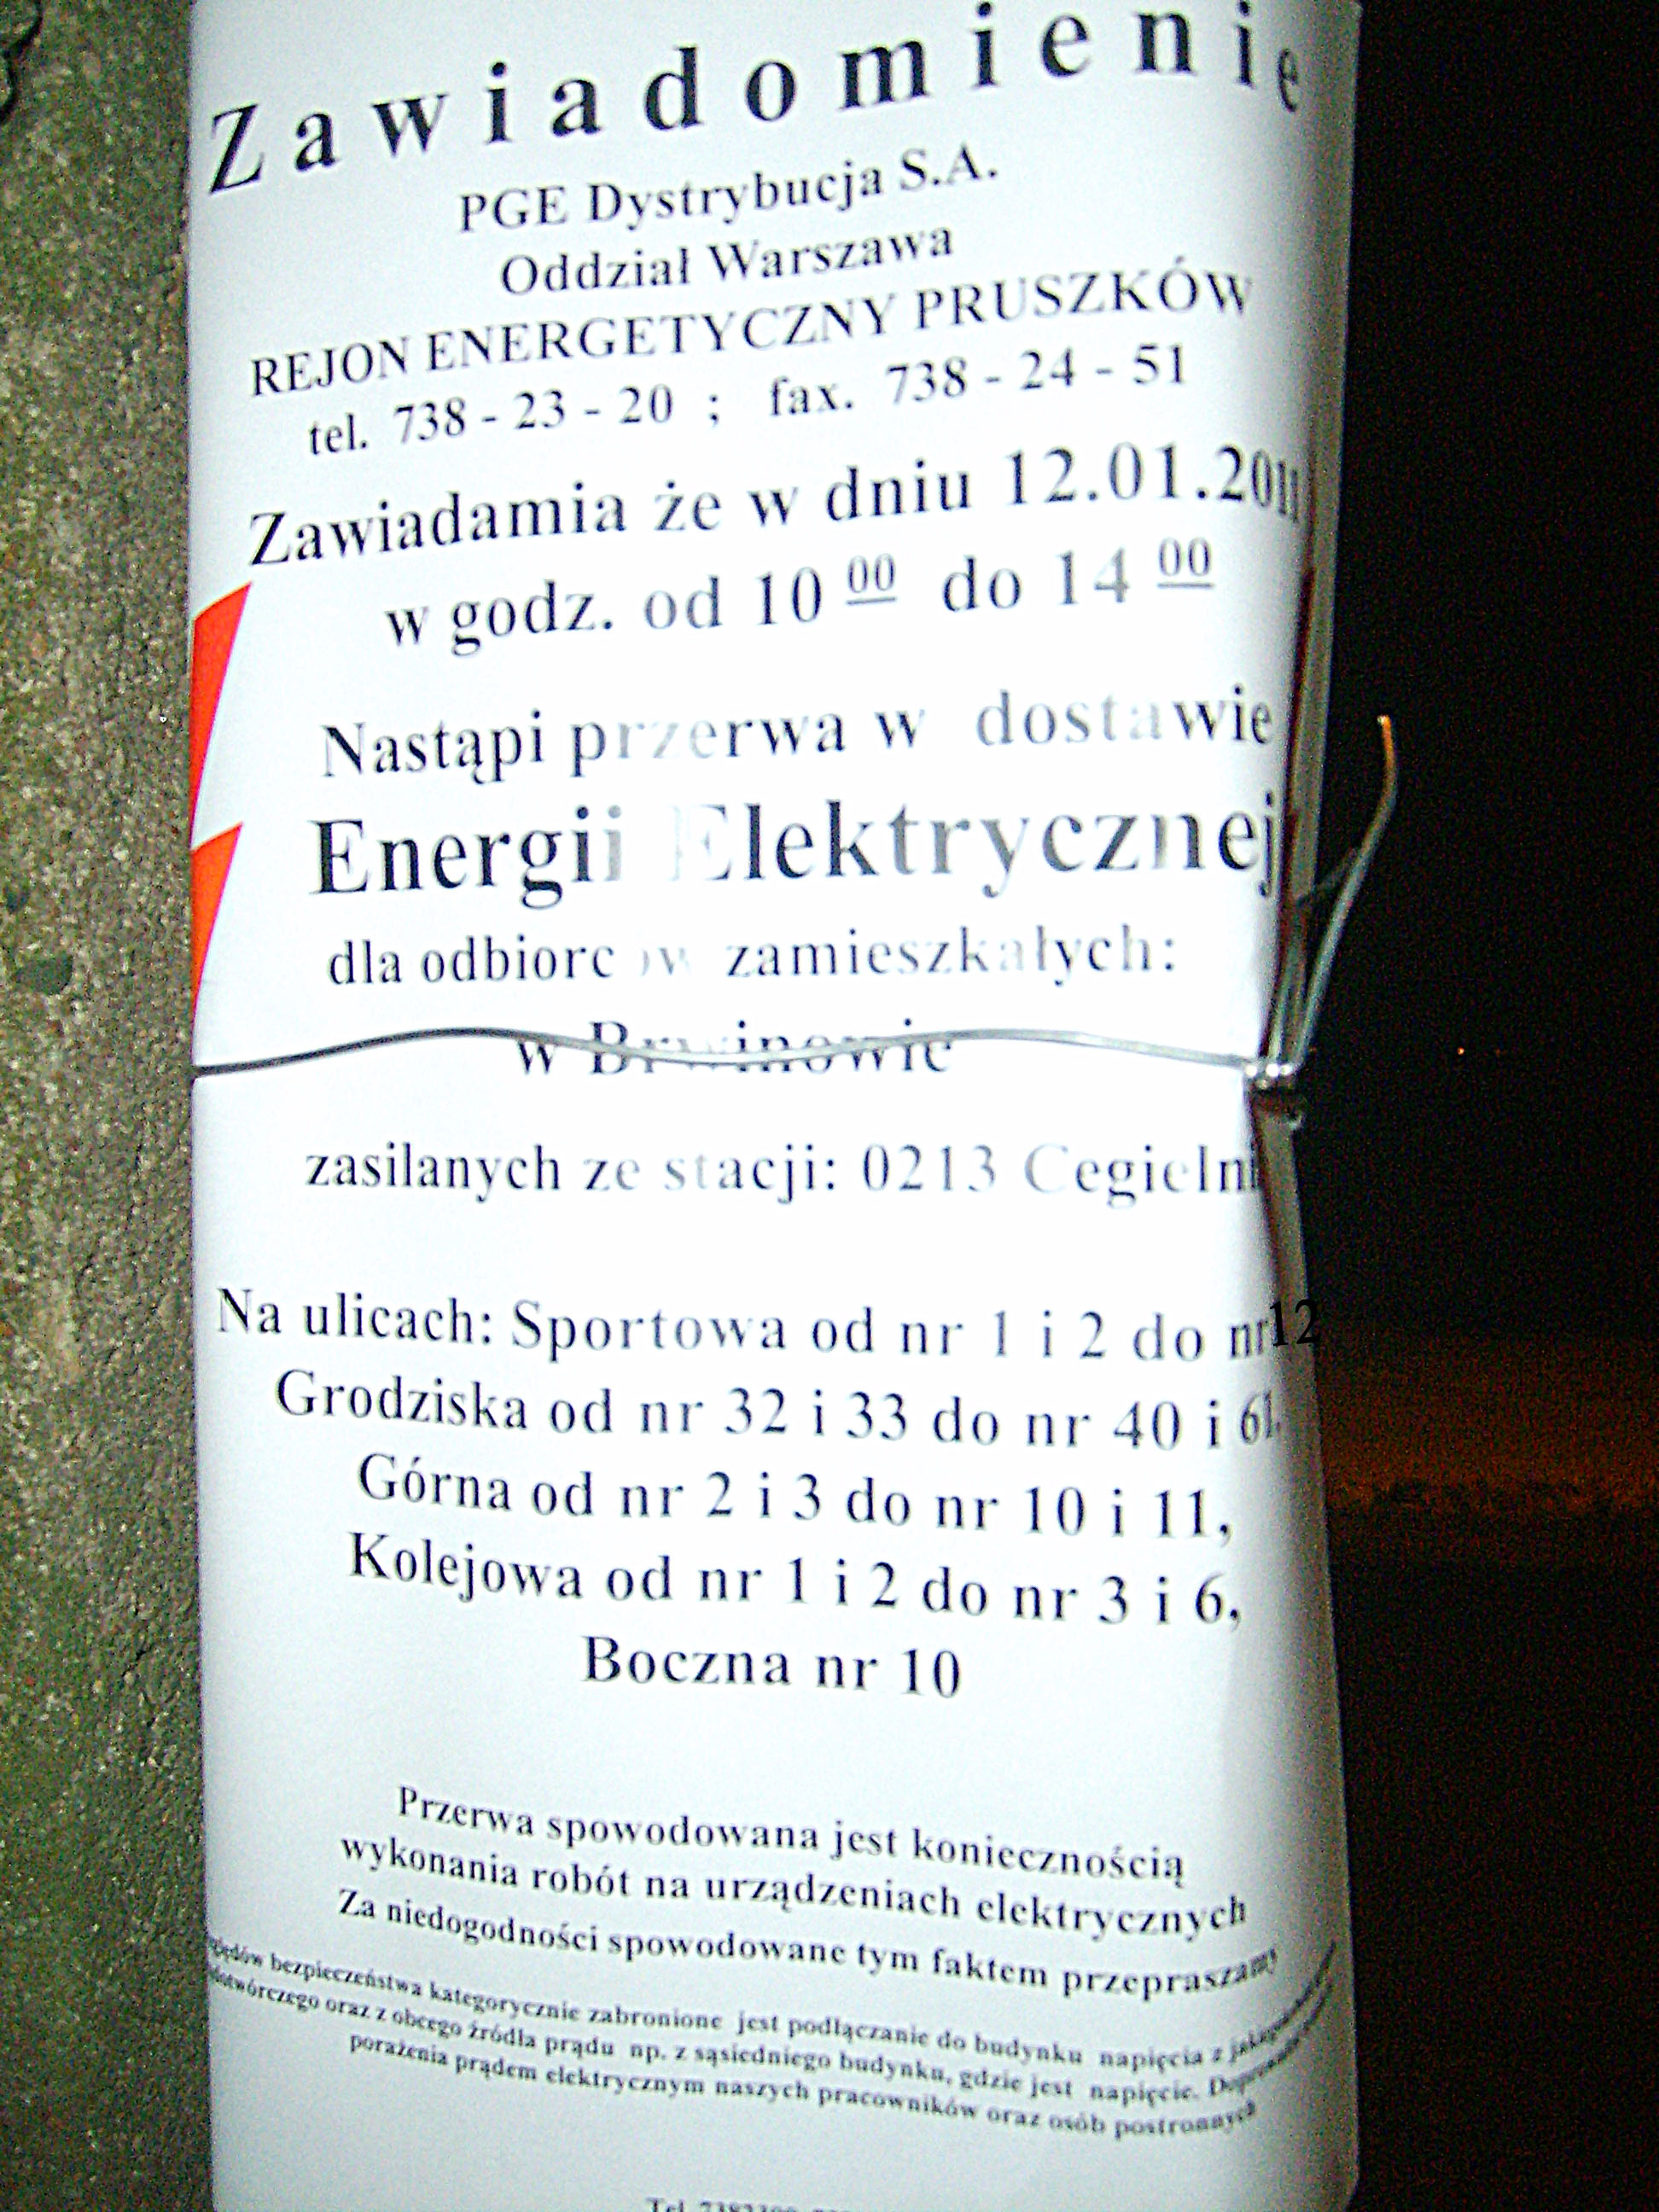 Zawiadomienie
PGE Dystrybucja S.A.
Oddział Warszawa
REJON ENERGETYCZNY PRUSZKÓW
tel. 738 - 23 - 20 ; fax. 738 - 24 - 51
Zawiadamia że w dniu 12.01.2011
w godz. od 10 00 do 14 00
Nastąpi przerwa w dostawie
Energii Elektrycznej
dla odbiorców zamieszkałych:
w Brwinowie
zasilanych ze stacji: 0213 Cegielni
Na ulicach: Sportowa od nr 1 i 2 do nr 12
Grodziska od nr 32 i 33 do nr 40 i 61,
Górna od nr 2 i 3 do nr 10 i 11,
Kolejowa od nr 1 i 2 do nr 3 i 6,
Boczna nr 10
Przerwa spowodowana jest koniecznością
wykonania robót na urządzeniach elektrycznych
Za niedogodności spowodowane tym faktem przepraszamy
bezpieczeństwa kategorycznie zabronione jest podłączanie do budynku napięcia z
oraz z obcego źródła prądu np. z sąsiedniego budynku, gdzie jest napięcie.
porażenia prądem elektrycznym naszych pracowników oraz osób postronnych